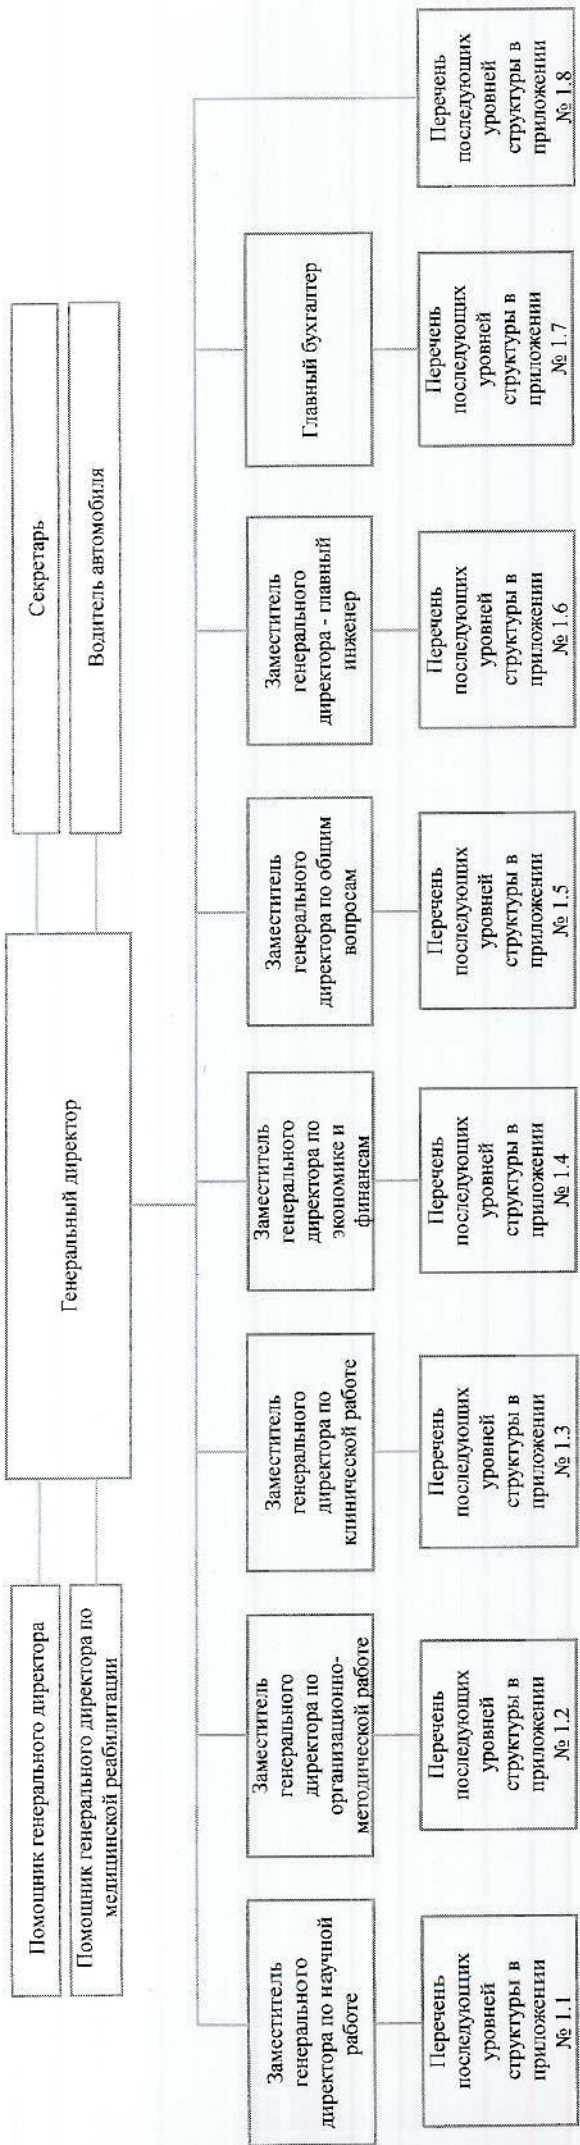 Помощник генерального директора
Помощник генерального директора по
медицинской реабилитации
Генеральный директор
Секретарь
Водитель автомобиля
Заместитель
генерального
директора по научной
работе
Заместитель
генерального
директора по
организационно-
методической работе
Заместитель
генерального
директора по
клинической работе
Заместитель
генерального
директора по
экономике и
финансам
Заместитель
генерального
директора по общим
вопросам
Заместитель
генерального
директора - главный
инженер
Главный бухгалтер
Перечень
последующих
уровней
структуры в
приложении
№ 1.1
Перечень
последующих
уровней
структуры в
приложении
№ 1.2
Перечень
последующих
уровней
структуры в
приложении
№ 1.3
Перечень
последующих
уровней
структуры в
приложении
№ 1.4
Перечень
последующих
уровней
структуры в
приложении
№ 1.5
Перечень
последующих
уровней
структуры в
приложении
№ 1.6
Перечень
последующих
уровней
структуры в
приложении
№ 1.7
Перечень
последующих
уровней
структуры в
приложении
№ 1.8